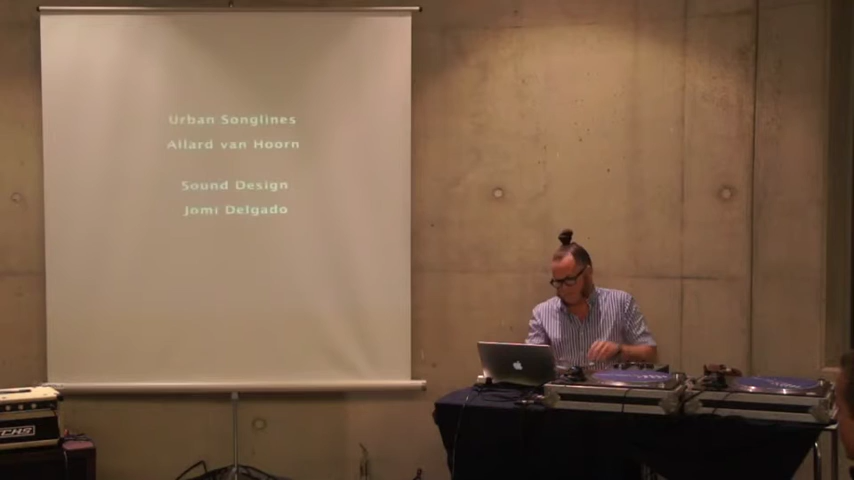 Urban Songlines
Allard van Hoorn
Sound Design
Jomi Delgado